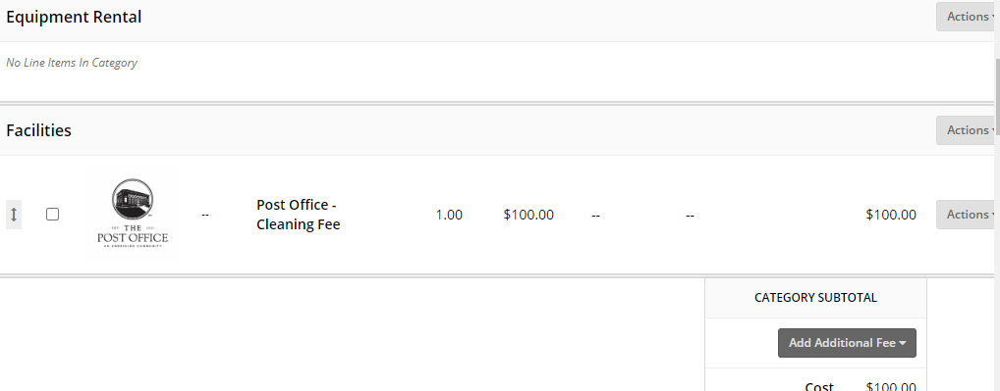 Equipment Rental
Actions
No Line Items In Category
Facilities
Actions
-- Post Office - Cleaning Fee 1.00 $100.00 -- -- $100.00 Actions
THE
POST OFFICE
CATEGORY SUBTOTAL
Add Additional Fee
Cost $100.00